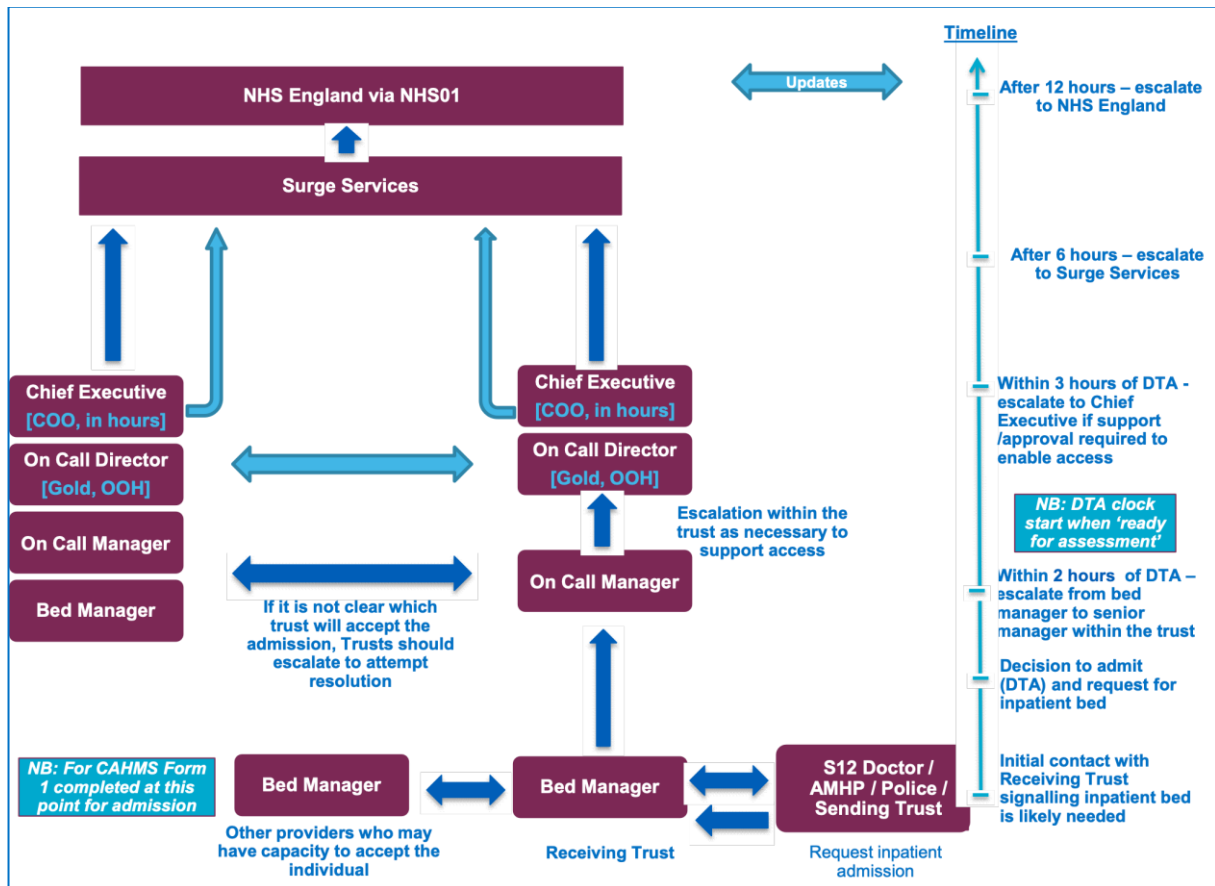 Timeline
NHS England via NHS01
Updates
After 12 hours – escalate
to NHS England
Surge Services
After 6 hours – escalate
to Surge Services
Chief Executive
[COO, in hours]
On Call Director
[Gold, OOH]
On Call Manager
Bed Manager
Chief Executive
[COO, in hours]
On Call Director
[Gold, OOH]
Escalation within the
trust as necessary to
support access
On Call Manager
If it is not clear which
trust will accept the
admission, Trusts should
escalate to attempt
resolution
Within 3 hours of DTA -
escalate to Chief
Executive if support
/approval required to
enable access
NB: DTA clock
start when ‘ready
for assessment’
Within 2 hours of DTA –
escalate from bed
manager to senior
manager within the trust
Decision to admit
(DTA) and request for
inpatient bed
NB: For CAHMS Form
1 completed at this
point for admission
Bed Manager
Other providers who may
have capacity to accept the
individual
Bed Manager
Receiving Trust
S12 Doctor /
AMHP / Police /
Sending Trust
Request inpatient
admission
Initial contact with
Receiving Trust
signalling inpatient bed
is likely needed